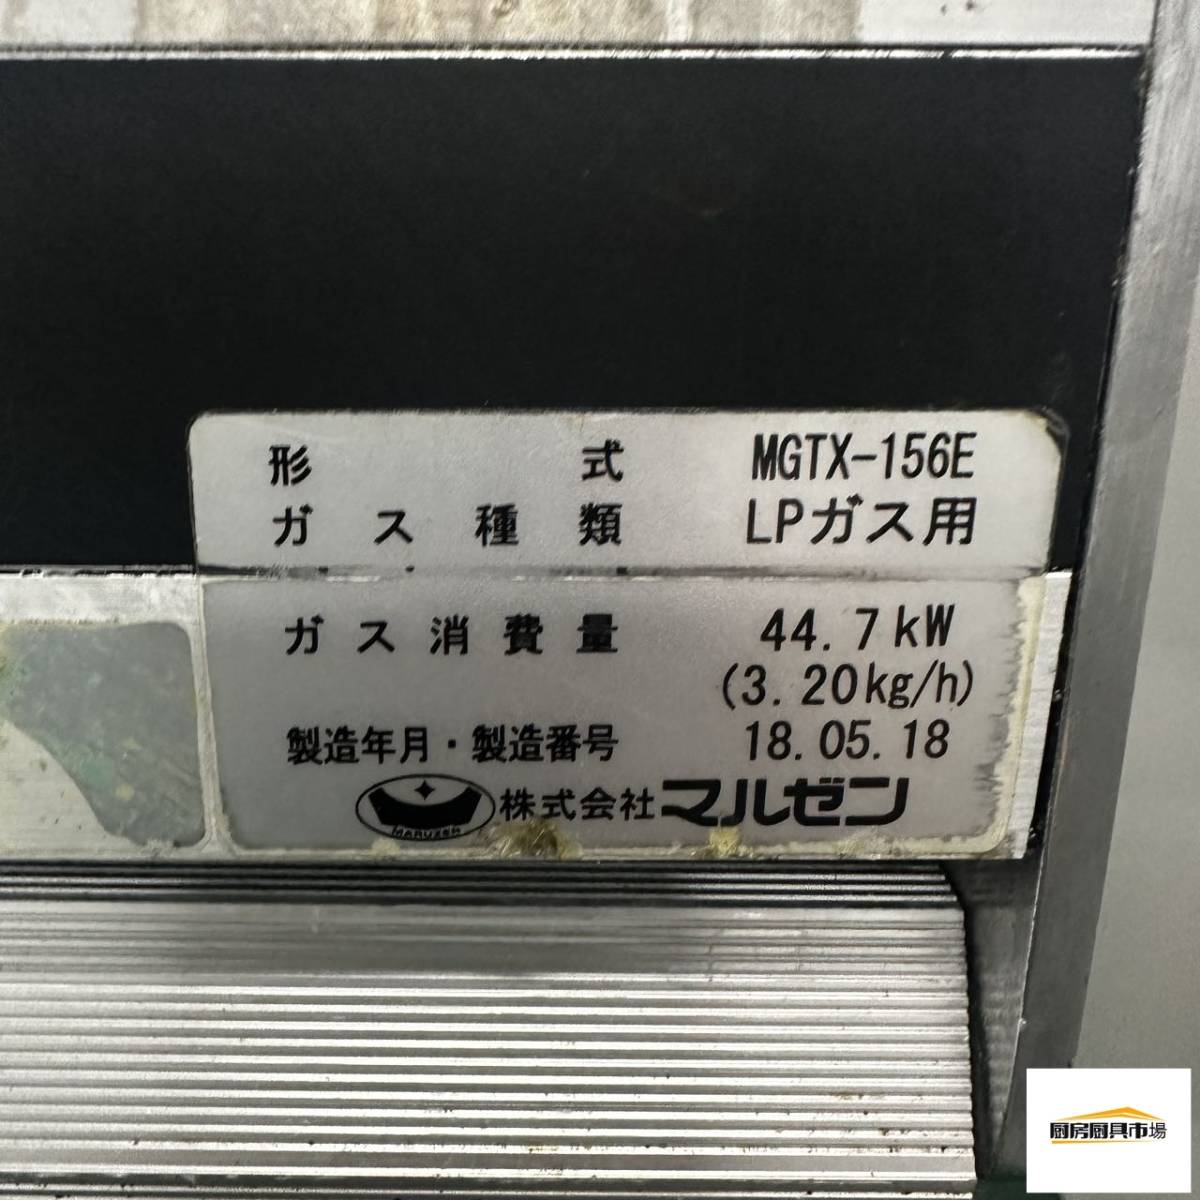 形式 MGTX-156E
ガス種類 LPガス用
ガス消費量 44.7kW
(3.20kg/h)
製造年月・製造番号 18.05.18
MARUZEN 株式会社マルゼン
厨房厨具市場